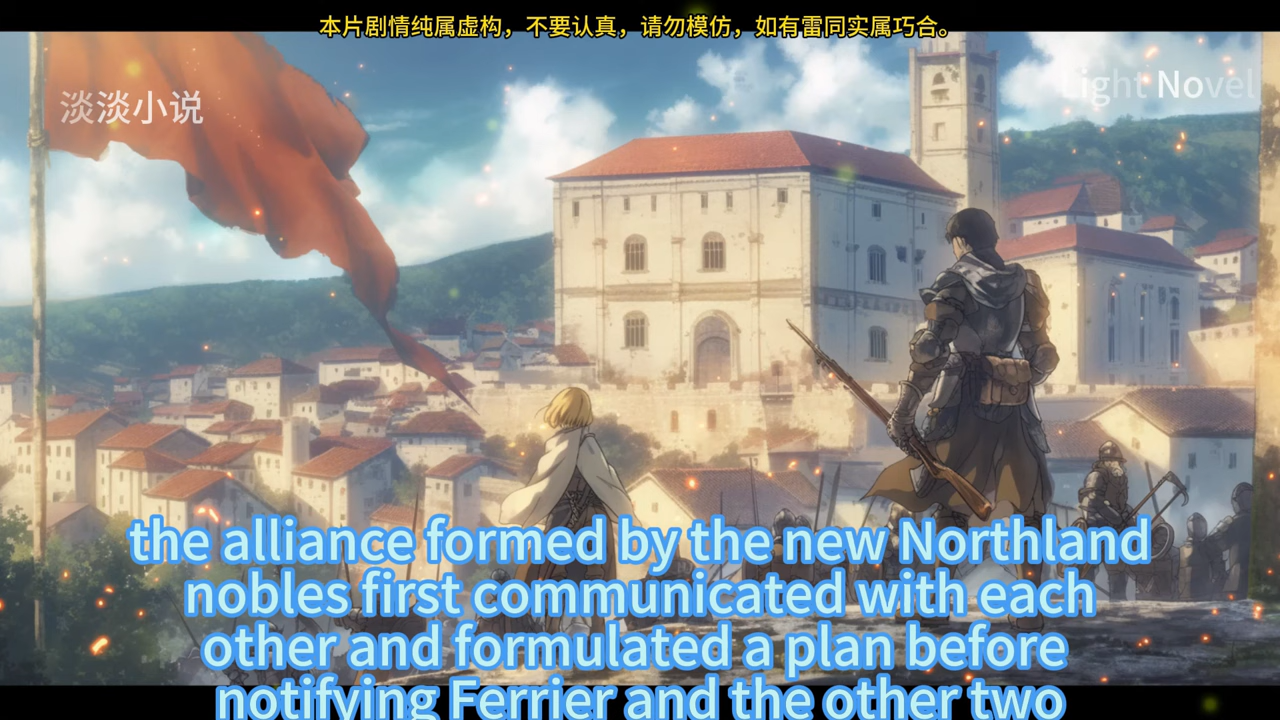 本片剧情纯属虚构，不要认真，请勿模仿，如有雷同实属巧合。
淡淡小说
Light Novel
the alliance formed by the new Northland
nobles first communicated with each
other and formulated a plan before
notifying Ferrier and the other two